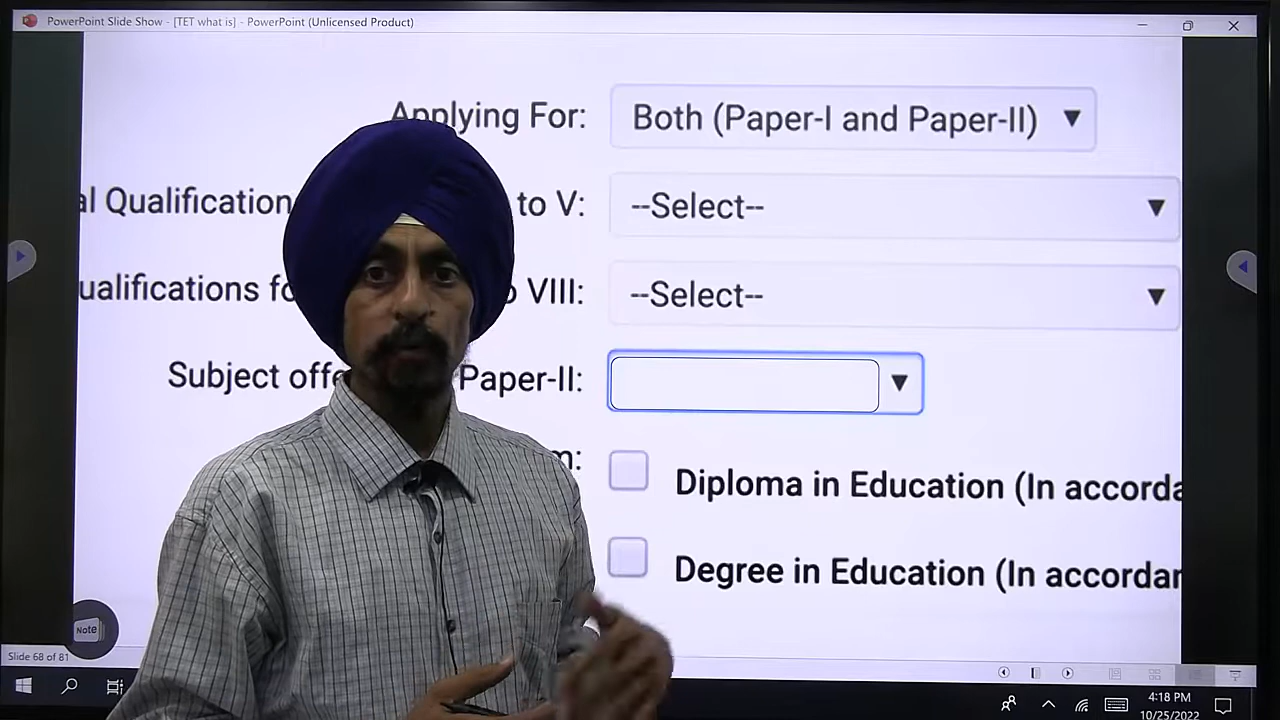 PowerPoint Slide Show - [TET what is] - PowerPoint (Unlicensed Product)
Applying For: Both (Paper-I and Paper-II)
al Qualification to V: --Select--
ualifications fo VIII: --Select--
Subject offe Paper-II:
m: Diploma in Education (In accorda
Degree in Education (In accordar
Note
Slide 68 of 81
4:18 PM
10/25/2022